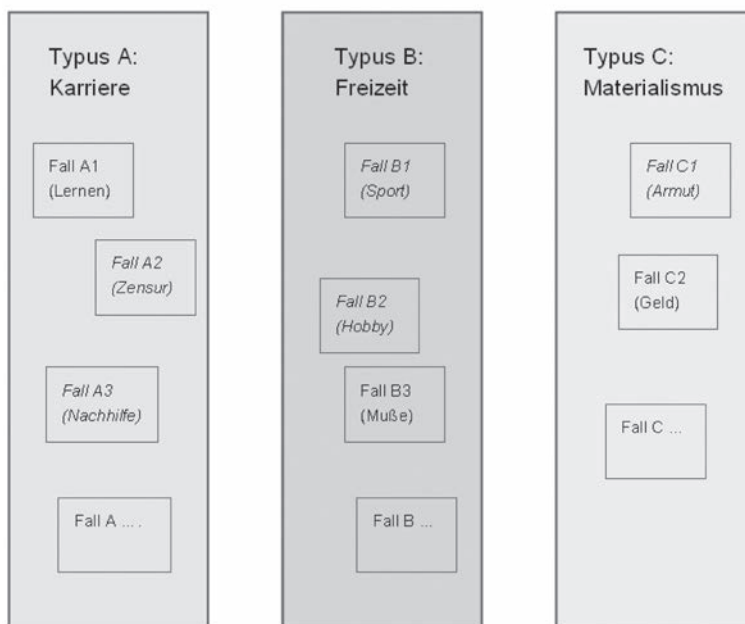 Typus A:
Karriere
Fall A1
(Lernen)
Fall A2
(Zensur)
Fall A3
(Nachhilfe)
Fall A ... .
Typus B:
Freizeit
Fall B1
(Sport)
Fall B2
(Hobby)
Fall B3
(Muße)
Fall B ...
Typus C:
Materialismus
Fall C1
(Armut)
Fall C2
(Geld)
Fall C ...